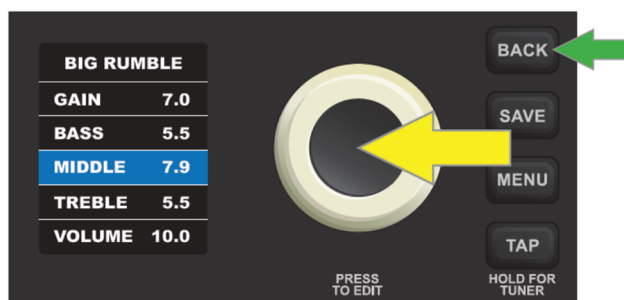 BIG RUMBLE
GAIN 7.0
BASS 5.5
MIDDLE 7.9
TREBLE 5.5
VOLUME 10.0
PRESS
TO EDIT
BACK
SAVE
MENU
TAP
HOLD FOR
TUNER